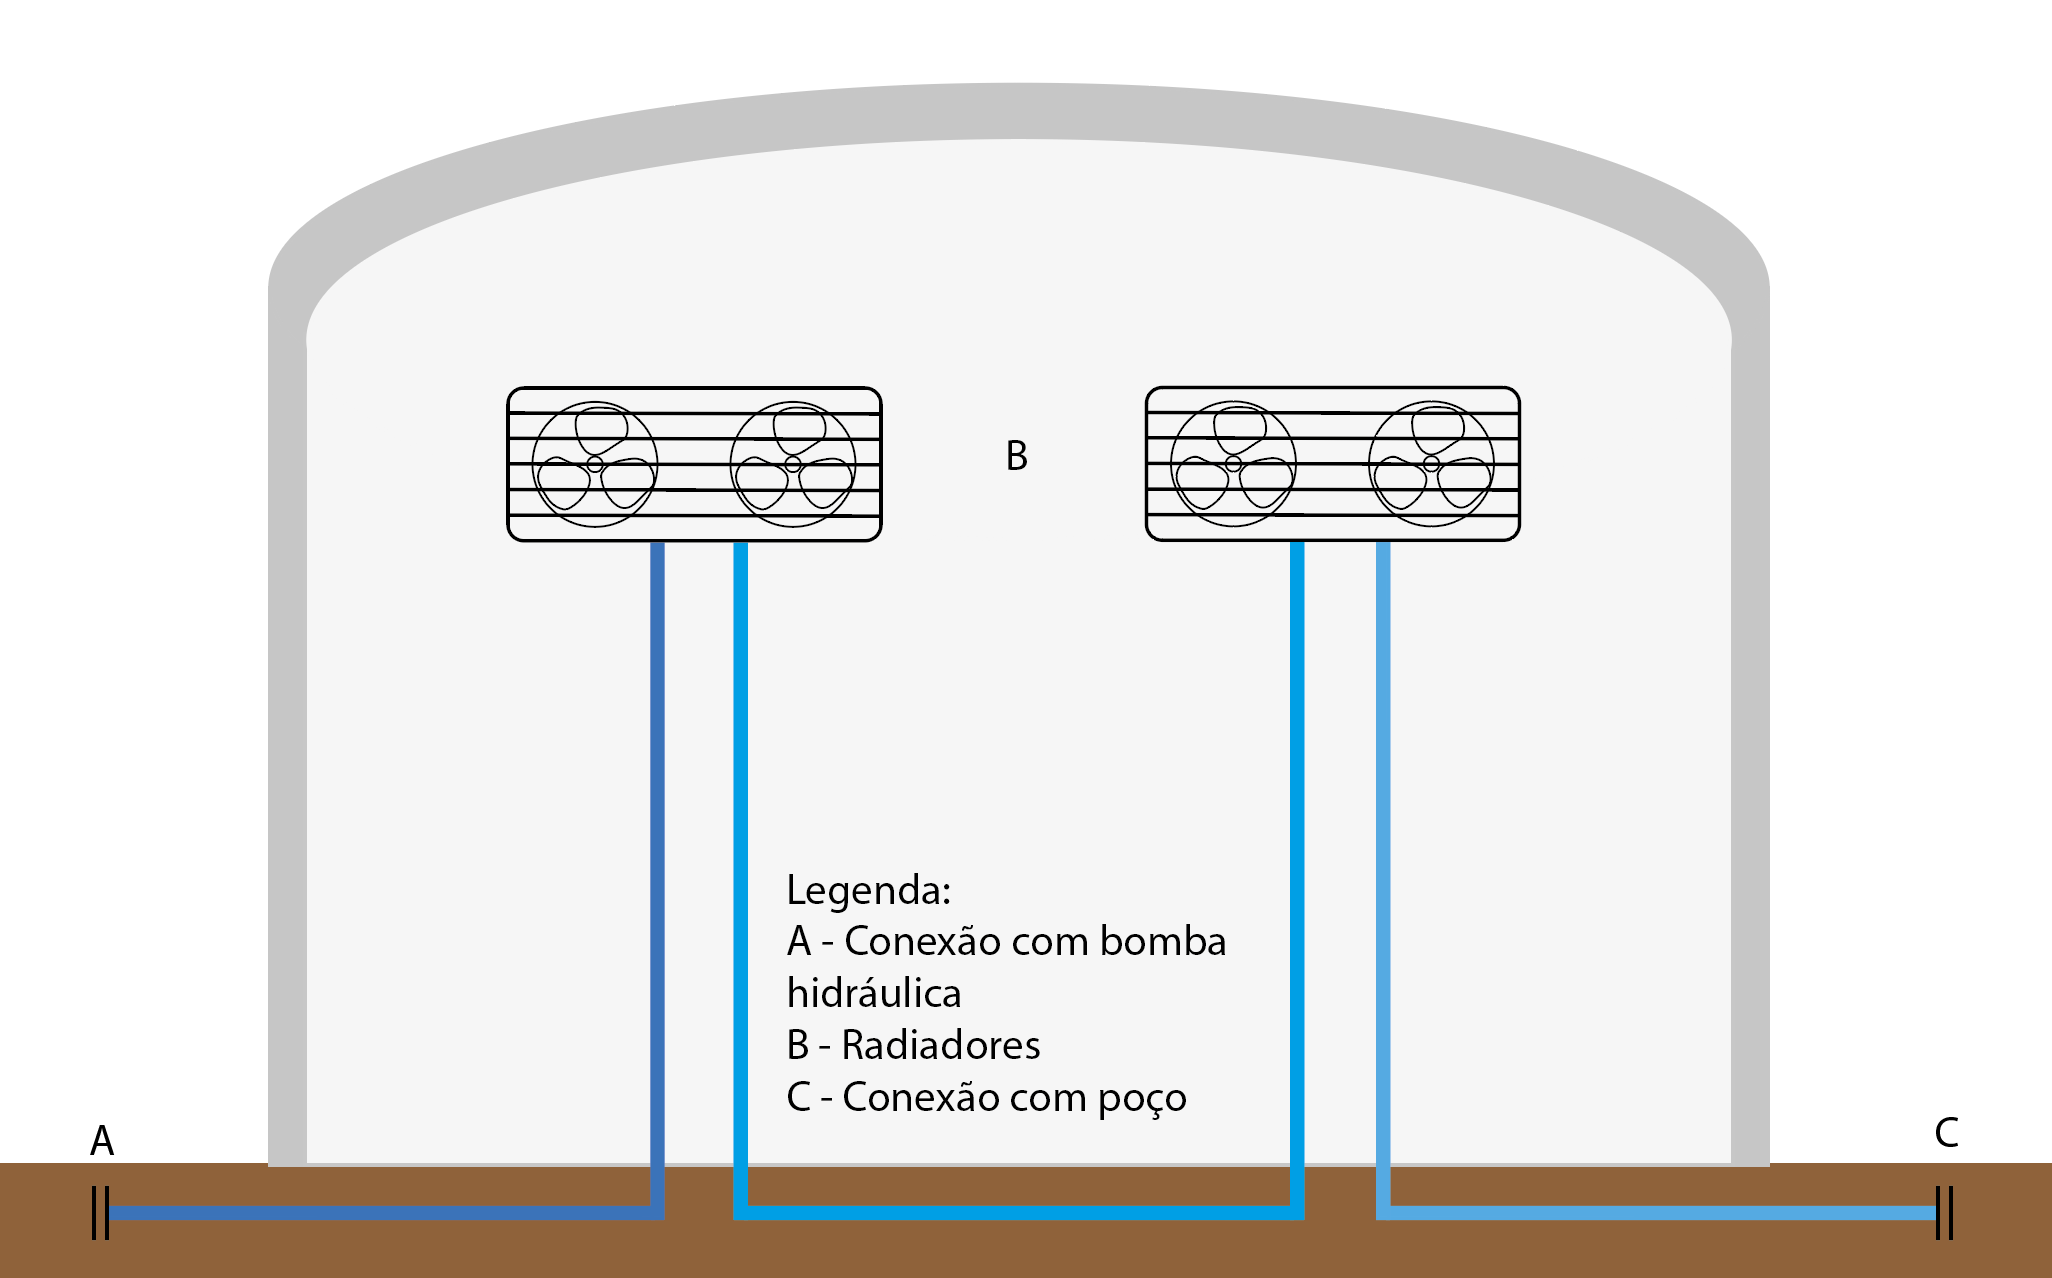 B
Legenda:
A - Conexão com bomba
hidráulica
B - Radiadores
C - Conexão com poço
A
C